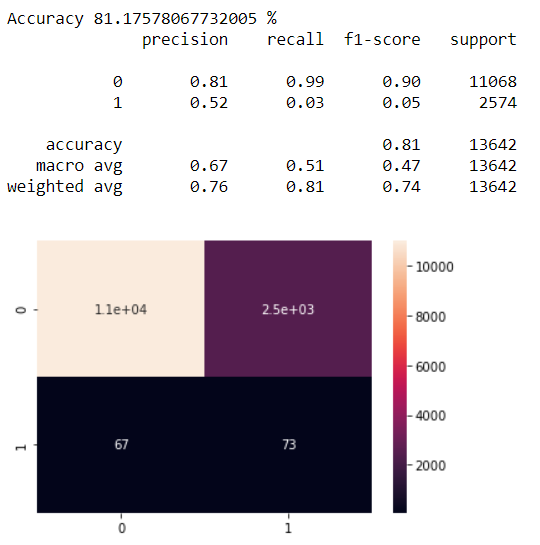 Accuracy 81.17578067732005 %
precision recall f1-score support
0 0.81 0.99 0.90 11068
1 0.52 0.03 0.05 2574
accuracy 0.81 13642
macro avg 0.67 0.51 0.47 13642
weighted avg 0.76 0.81 0.74 13642
10000
0 1.1e+04 2.5e+03
8000
6000
4000
1 67 73
2000
0 1